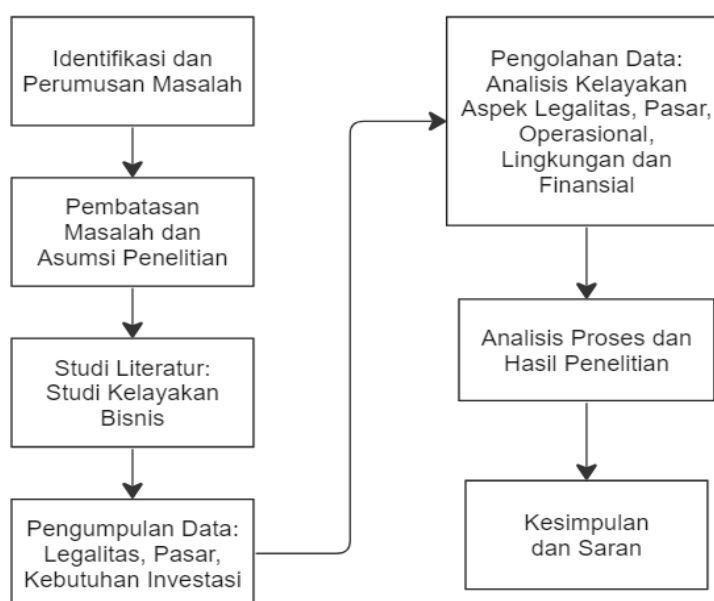 Identifikasi dan
Perumusan Masalah
Pembatasan
Masalah dan
Asumsi Penelitian
Studi Literatur:
Studi Kelayakan
Bisnis
Pengumpulan Data:
Legalitas, Pasar,
Kebutuhan Investasi
Pengolahan Data:
Analisis Kelayakan
Aspek Legalitas, Pasar,
Operasional,
Lingkungan dan
Finansial
Analisis Proses dan
Hasil Penelitian
Kesimpulan
dan Saran